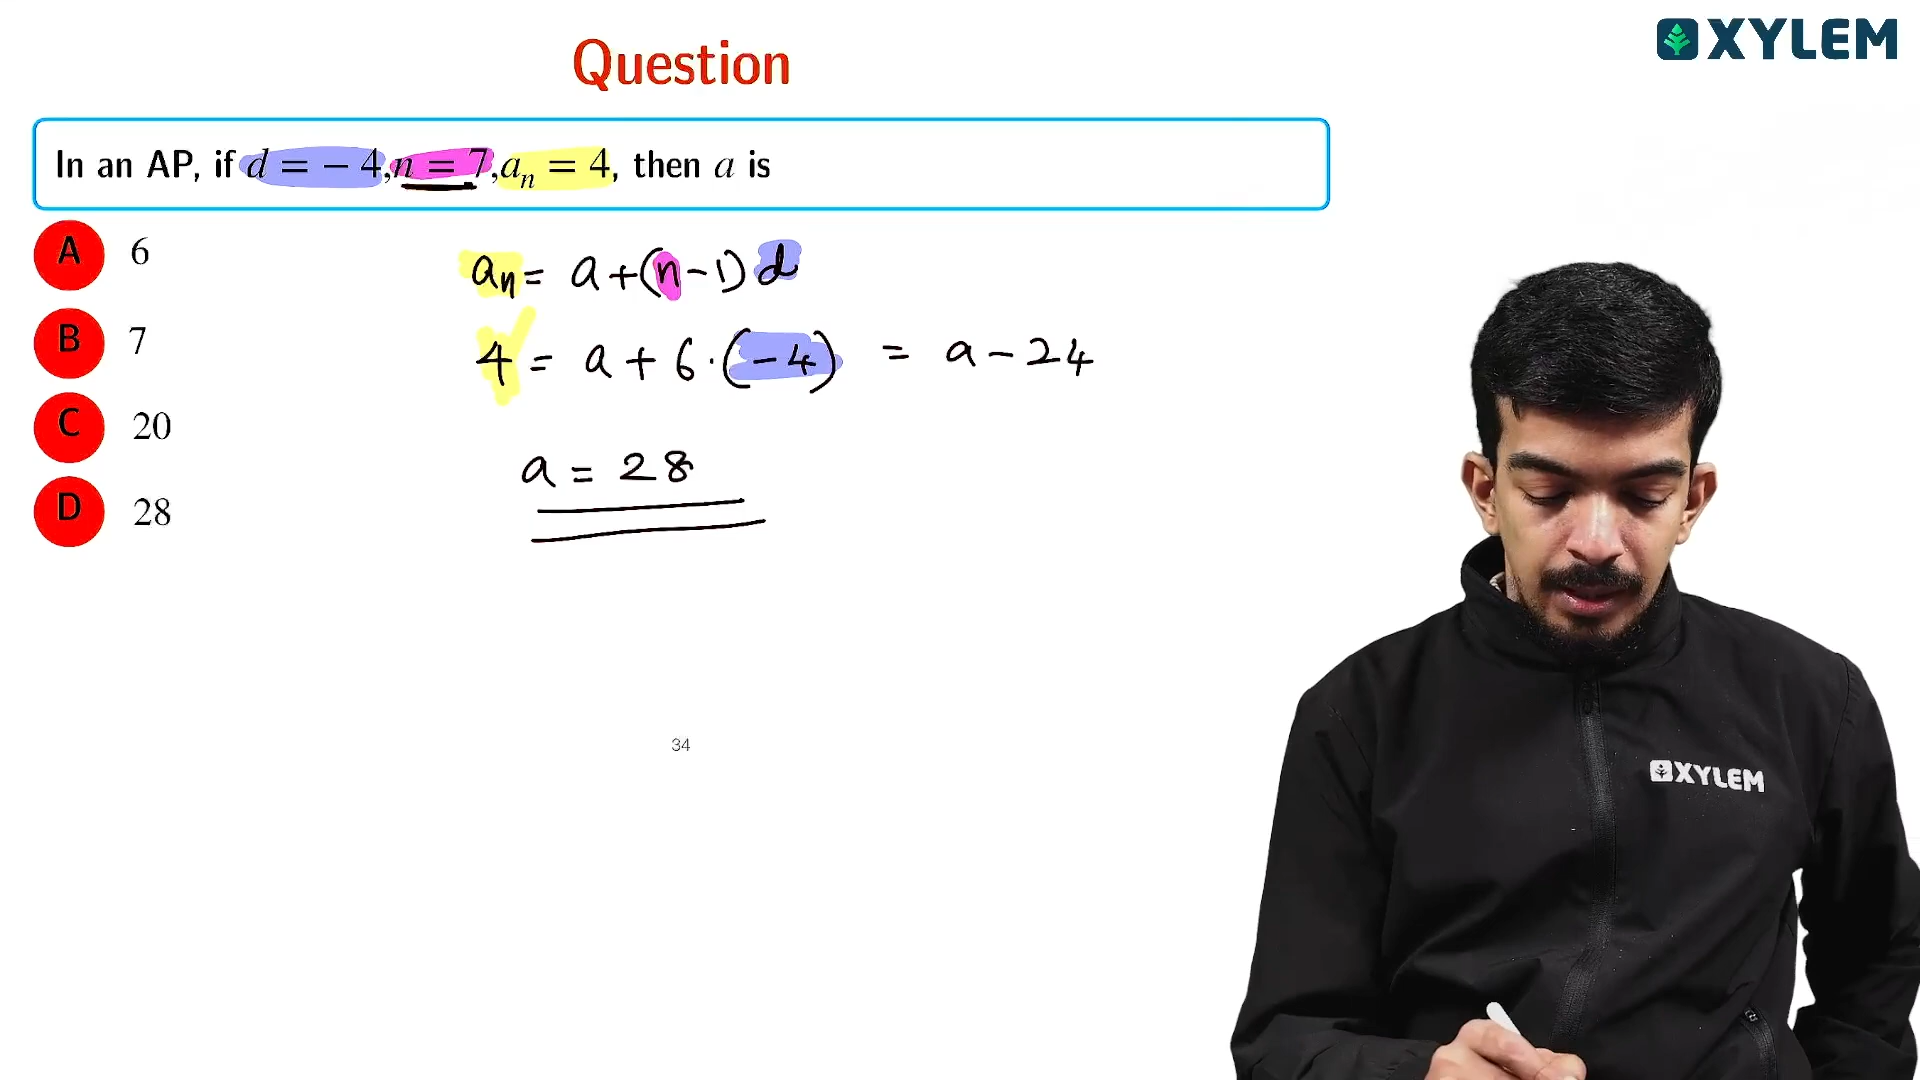 Question
XYLEM
In an AP, if d = − 4,n = 7,aₙ = 4, then a is
A 6
B 7
C 20
D 28
aₙ = a + (n − 1) d
4 = a + 6 · (−4) = a − 24
a = 28
34
XYLEM